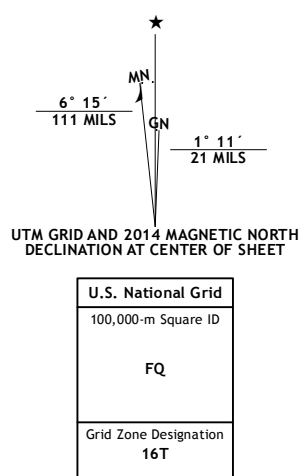 MN
GN
6° 15´
111 MILS
1° 11´
21 MILS
UTM GRID AND 2014 MAGNETIC NORTH
DECLINATION AT CENTER OF SHEET
U.S. National Grid
100,000-m Square ID
FQ
Grid Zone Designation
16T